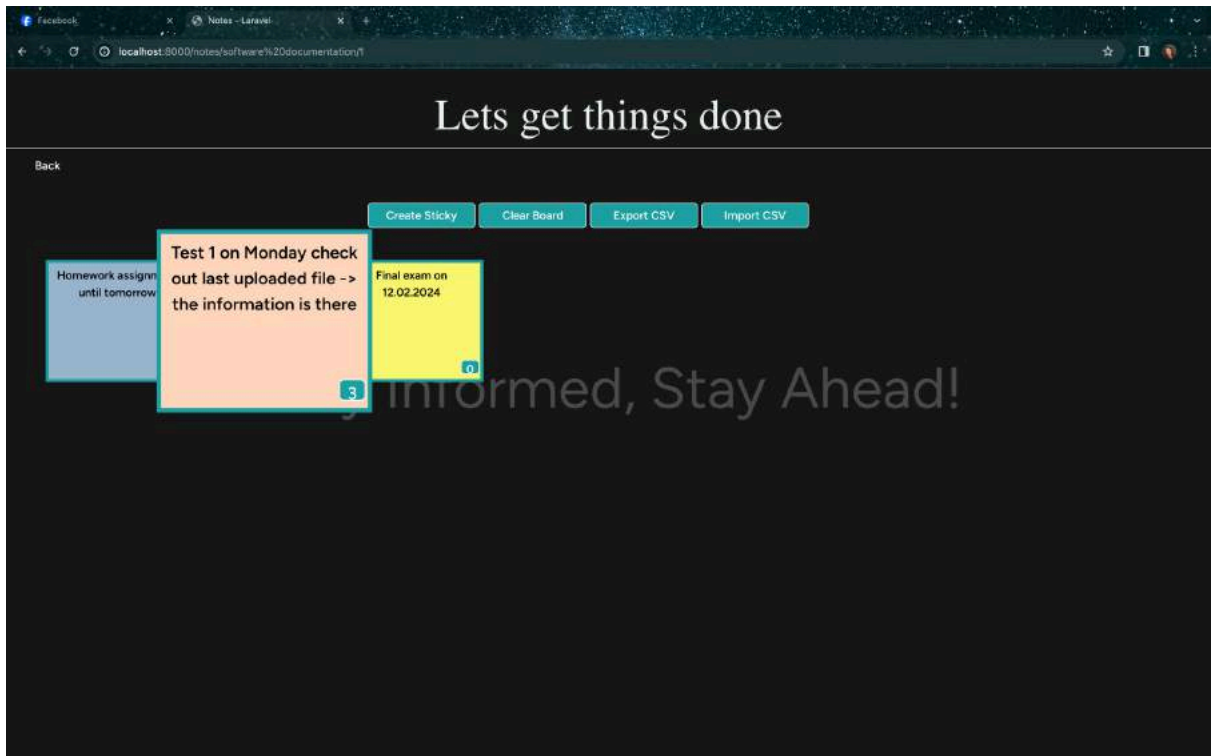 Facebook
Notes - Laravel
localhost:8000/notes/software%20documentation/1
Lets get things done
Back
Create Sticky
Clear Board
Export CSV
Import CSV
Homework
until tomorrow
Test 1 on Monday check
out last uploaded file ->
the information is there
3
Final exam on
12.02.2024
0
Informed, Stay Ahead!